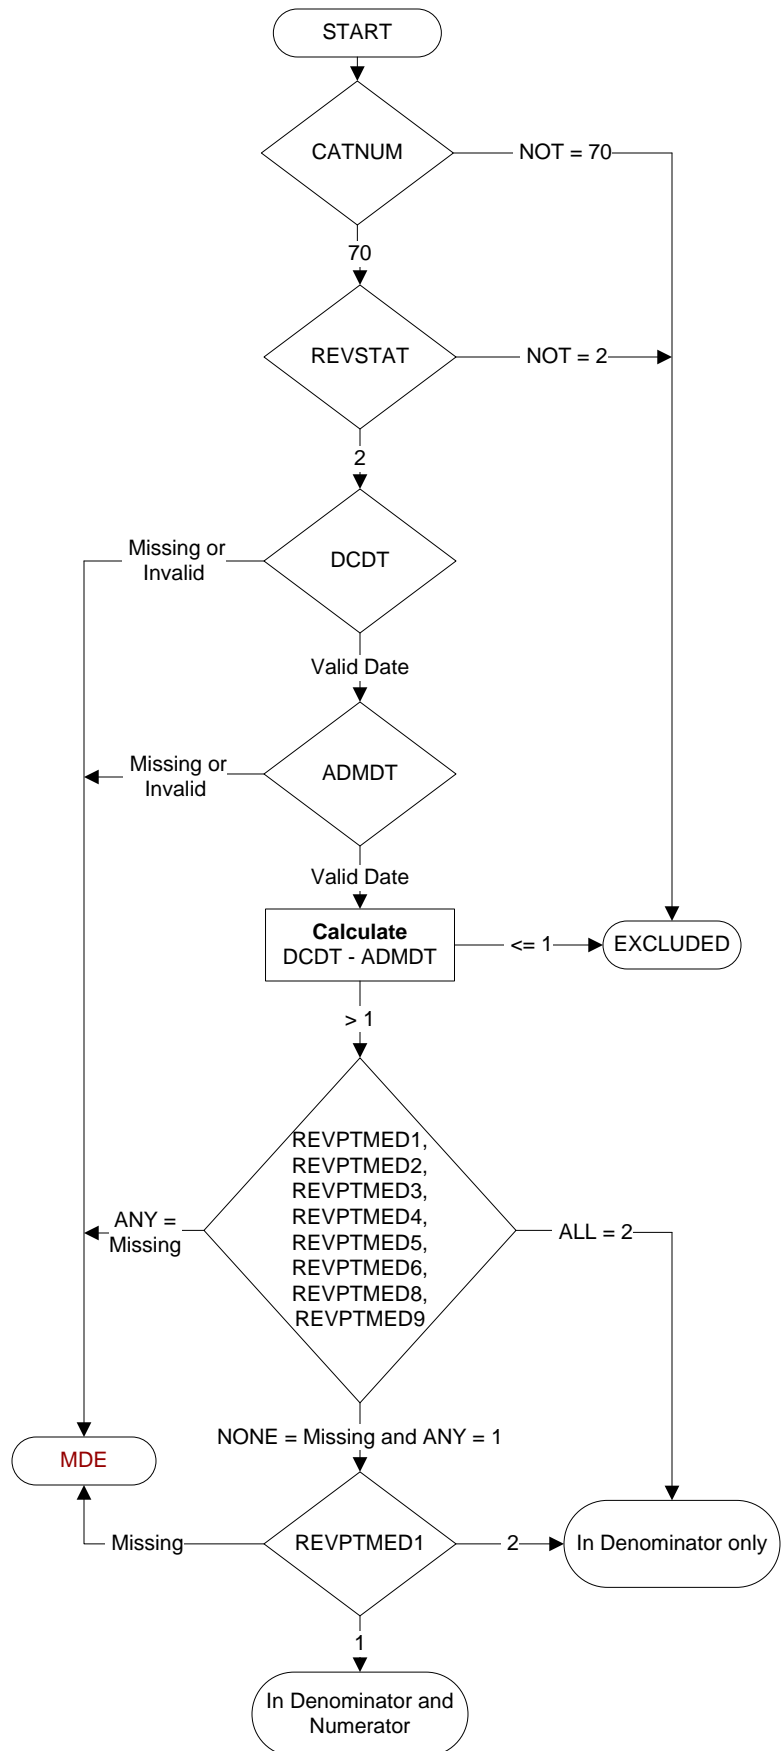 START
CATNUM
NOT = 70
70
REVSTAT
NOT = 2
2
Missing or
Invalid
DCDT
Valid Date
Missing or
Invalid
ADMDT
Valid Date
Calculate
DCDT - ADMDT
<= 1
EXCLUDED
> 1
REVPTMED1,
REVPTMED2,
REVPTMED3,
REVPTMED4,
REVPTMED5,
REVPTMED6,
REVPTMED8,
REVPTMED9
ANY =
Missing
ALL = 2
NONE = Missing and ANY = 1
MDE
Missing
REVPTMED1
2
In Denominator only
1
In Denominator and
Numerator